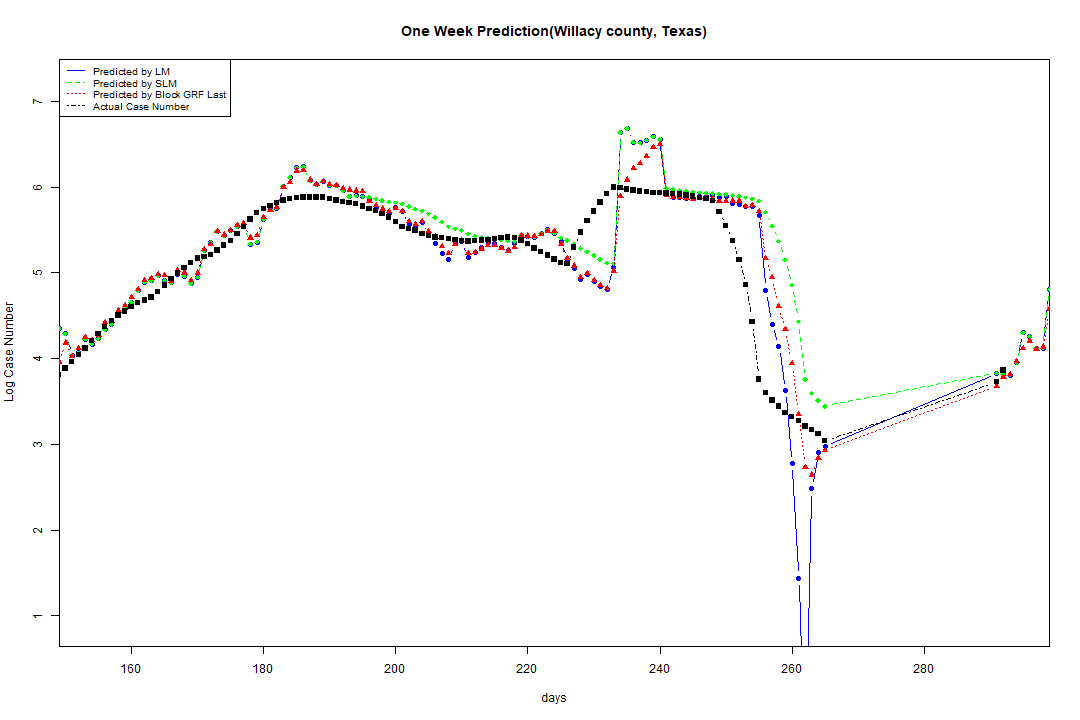 One Week Prediction(Willacy county, Texas)
Predicted by LM
Predicted by SLM
Predicted by Block GRF Last
Actual Case Number
7
6
5
4
3
2
1
Log Case Number
160 180 200 220 240 260 280
days